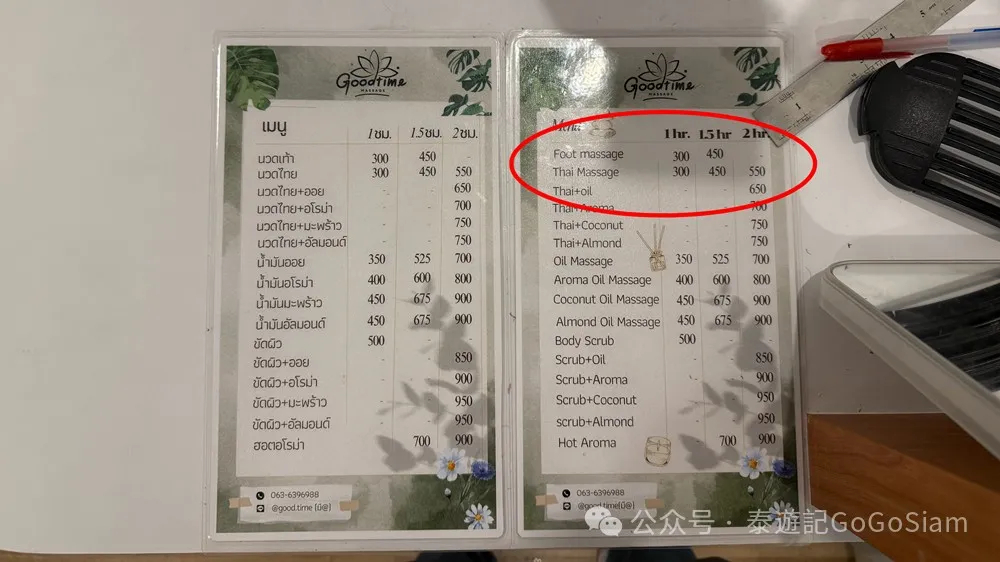 Goodtime
MASSAGE
เมนู 1 ชม. 1.5 ชม. 2 ชม.
นวดเท้า 300 450 -
นวดไทย 300 450 550
นวดไทย+ออย - - 650
นวดไทย+อโรม่า - - 700
นวดไทย+มะพร้าว - - 750
นวดไทย+อัลมอนด์ - - 750
น้ำมันออย 350 525 700
น้ำมันอโรม่า 400 600 800
น้ำมันมะพร้าว 450 675 900
น้ำมันอัลมอนด์ 450 675 900
ขัดผิว 500
ขัดผิว+ออย 850
ขัดผิว+อโรม่า 900
ขัดผิว+มะพร้าว 950
ขัดผิว+อัลมอนด์ 950
ฮอตอโรม่า 700 900
063-6396988
@good.time(มี@)
Goodtime
MASSAGE
Menu 1 hr. 1.5 hr 2 hr.
Foot massage 300 450 -
Thai Massage 300 450 550
Thai+oil - - 650
Thai+Aroma - - 700
Thai+Coconut - - 750
Thai+Almond - - 750
Oil Massage 350 525 700
Aroma Oil Massage 400 600 800
Coconut Oil Massage 450 675 900
Almond Oil Massage 450 675 900
Body Scrub 500
Scrub+Oil 850
Scrub+Aroma 900
Scrub+Coconut 950
scrub+Almond 950
Hot Aroma 700 900
063-6396988
@good.time(มี@)
公众号 · 泰遊記GoGoSiam